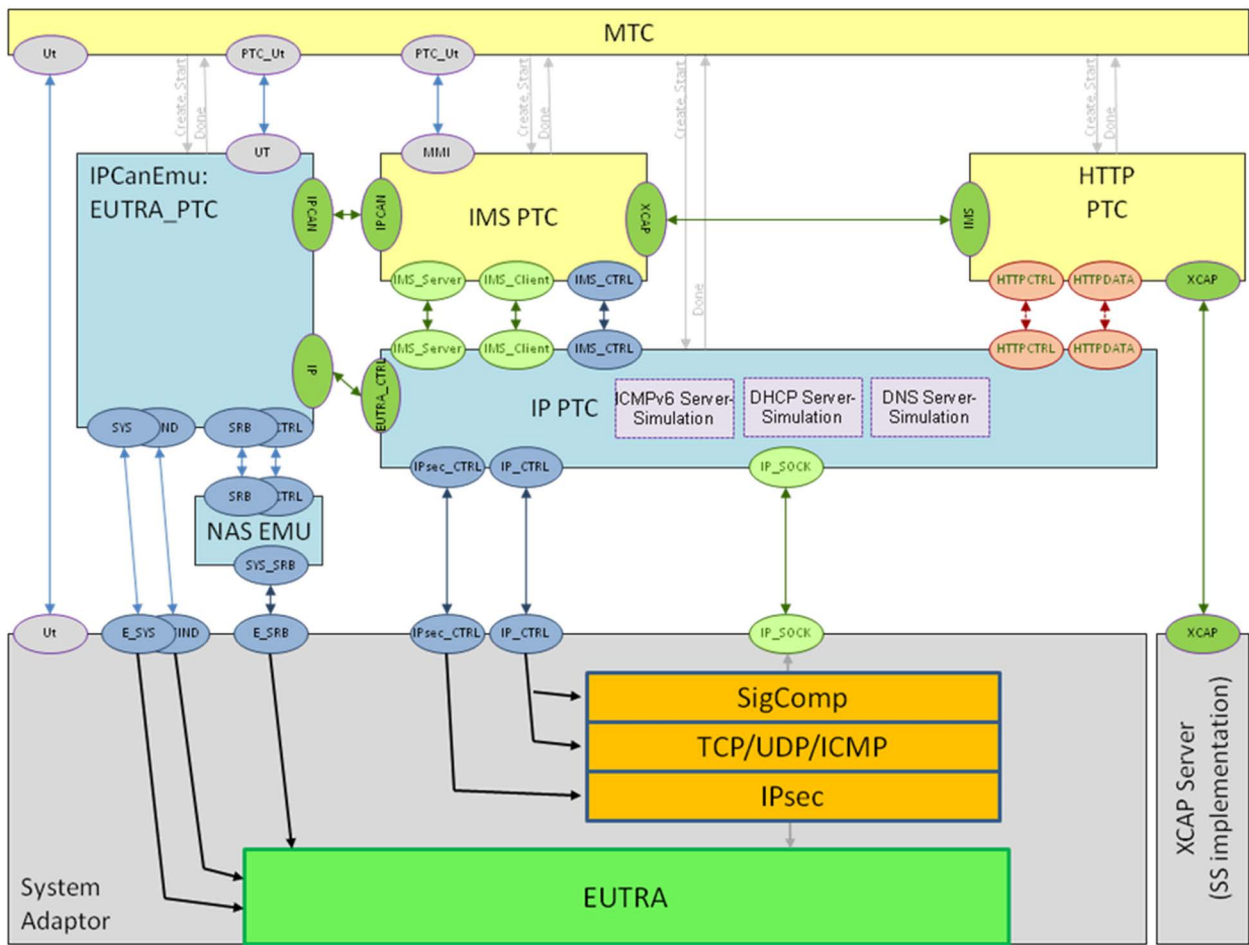 MTC
Ut
PTC_Ut
PTC_Ut
Create, Start
Done
Create, Start
Done
Create, Start
Done
Create, Start
Done
UT
MMI
IPCanEmu:
EUTRA_PTC
IPCAN
IPCAN
IMS PTC
XCAP
SMI
HTTP
PTC
IMS_Server
IMS_Client
IMS_CTRL
HTTPCTRL
HTTPDATA
XCAP
IMS_Server
IMS_Client
IMS_CTRL
HTTPCTRL
HTTPDATA
IP
EUTRA_CTRL
IP PTC
ICMPv6 Server-
Simulation
DHCP Server-
Simulation
DNS Server-
Simulation
SYS
IND
SRB
CTRL
IPsec_CTRL
IP_CTRL
IP_SOCK
SRB
CTRL
NAS EMU
SYS_SRB
Ut
E_SYS
IND
E_SRB
IPsec_CTRL
IP_CTRL
IP_SOCK
XCAP
SigComp
TCP/UDP/ICMP
IPsec
EUTRA
System
Adaptor
XCAP Server
(SS implementation)